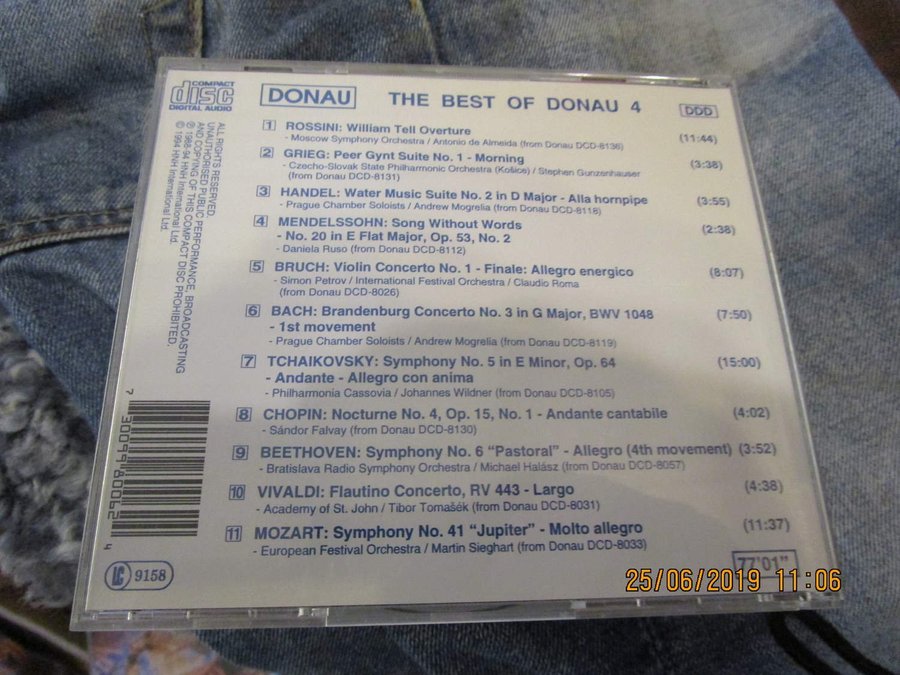 COMPACT
disc
DIGITAL AUDIO
DONAU
THE BEST OF DONAU 4
DDD
1 ROSSINI: William Tell Overture (11:44)
- Moscow Symphony Orchestra / Antonio de Almeida (from Donau DCD-8136)
2 GRIEG: Peer Gynt Suite No. 1 - Morning (3:38)
- Czecho-Slovak State Philharmonic Orchestra (Košice) / Stephen Gunzenhauser
(from Donau DCD-8131)
3 HANDEL: Water Music Suite No. 2 in D Major - Alla hornpipe (3:55)
- Prague Chamber Soloists / Andrew Mogrelia (from Donau DCD-8118)
4 MENDELSSOHN: Song Without Words (2:38)
- No. 20 in E Flat Major, Op. 53, No. 2
- Daniela Ruso (from Donau DCD-8112)
5 BRUCH: Violin Concerto No. 1 - Finale: Allegro energico (8:07)
- Simon Petrov / International Festival Orchestra / Claudio Roma
(from Donau DCD-8026)
6 BACH: Brandenburg Concerto No. 3 in G Major, BWV 1048 (7:50)
- 1st movement
- Prague Chamber Soloists / Andrew Mogrelia (from Donau DCD-8119)
7 TCHAIKOVSKY: Symphony No. 5 in E Minor, Op. 64 (15:00)
- Andante - Allegro con anima
- Philharmonia Cassovia / Johannes Wildner (from Donau DCD-8105)
8 CHOPIN: Nocturne No. 4, Op. 15, No. 1 - Andante cantabile (4:02)
- Sándor Falvay (from Donau DCD-8130)
9 BEETHOVEN: Symphony No. 6 "Pastoral" - Allegro (4th movement) (3:52)
- Bratislava Radio Symphony Orchestra / Michael Halász (from Donau DCD-8057)
10 VIVALDI: Flautino Concerto, RV 443 - Largo (4:38)
- Academy of St. John / Tibor Tomašék (from Donau DCD-8031)
11 MOZART: Symphony No. 41 "Jupiter" - Molto allegro (11:37)
- European Festival Orchestra / Martin Sieghart (from Donau DCD-8033)
77'01"
ALL RIGHTS RESERVED.
UNAUTHORISED PUBLIC PERFORMANCE, BROADCASTING
AND COPYING OF THIS COMPACT DISC PROHIBITED.
℗ 1988-94 HNH International Ltd.
© 1994 HNH International Ltd.
7 30099 80092 4
LC 9158
25/06/2019 11:06